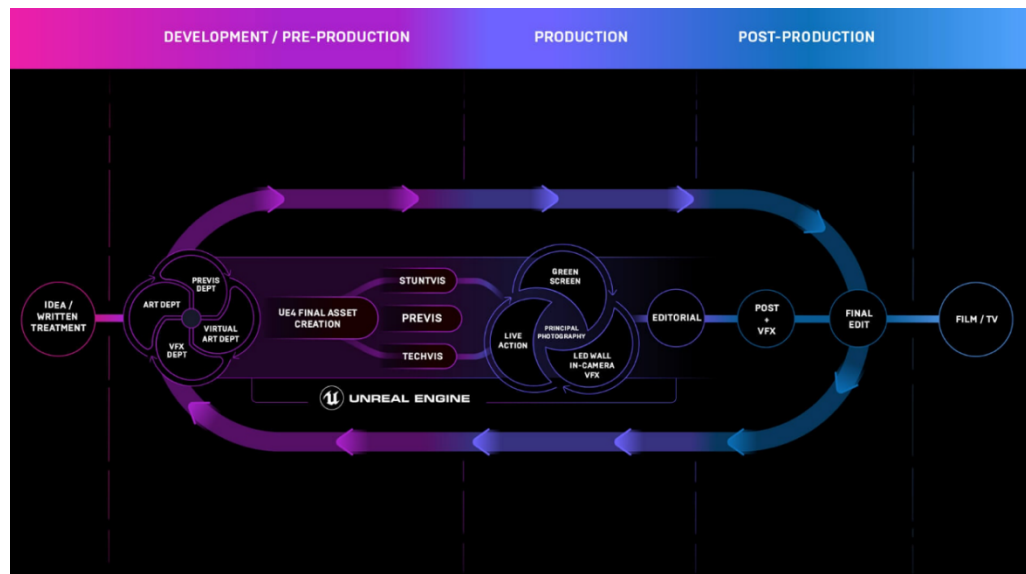 DEVELOPMENT / PRE-PRODUCTION
PRODUCTION
POST-PRODUCTION
IDEA /
WRITTEN
TREATMENT
PREVIS
DEPT
ART DEPT
VIRTUAL
ART DEPT
VFX
DEPT
UE4 FINAL ASSET
CREATION
STUNTVIS
PREVIS
TECHVIS
GREEN
SCREEN
LIVE
ACTION
PRINCIPAL
PHOTOGRAPHY
LED WALL
IN-CAMERA
VFX
EDITORIAL
POST
+
VFX
FINAL
EDIT
FILM / TV
UNREAL ENGINE